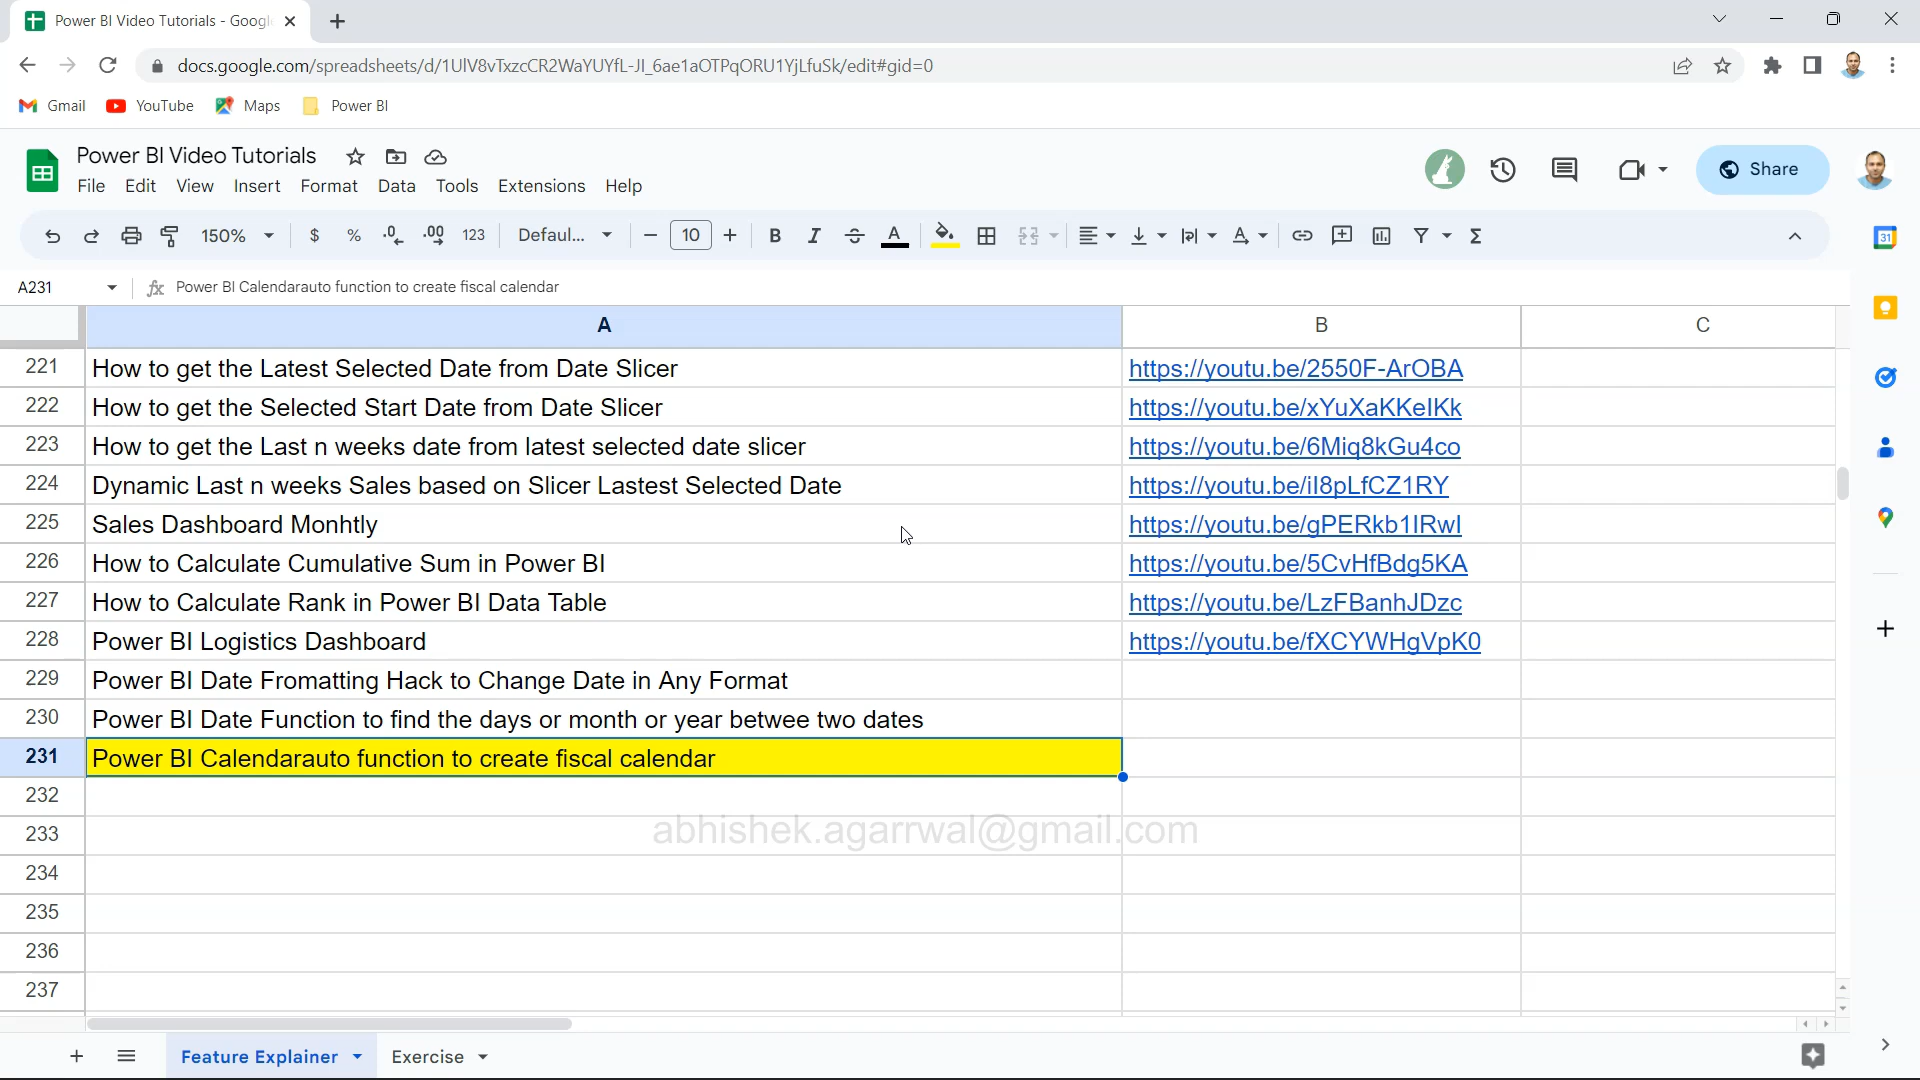 Power BI Video Tutorials - Googl
docs.google.com/spreadsheets/d/1UlV8vTxzcCR2WaYUYfL-Jl_6ae1aOTPqORU1YjLfuSk/edit#gid=0
Gmail YouTube Maps Power BI
Power BI Video Tutorials
File Edit View Insert Format Data Tools Extensions Help
Share
150% $ % .0 .00 123 Defaul... 10 B I A
31
A231 fx Power BI Calendarauto function to create fiscal calendar
A B C
221 How to get the Latest Selected Date from Date Slicer https://youtu.be/2550F-ArOBA
222 How to get the Selected Start Date from Date Slicer https://youtu.be/xYuXaKKelKk
223 How to get the Last n weeks date from latest selected date slicer https://youtu.be/6Miq8kGu4co
224 Dynamic Last n weeks Sales based on Slicer Lastest Selected Date https://youtu.be/iI8pLfCZ1RY
225 Sales Dashboard Monhtly https://youtu.be/gPERkb1IRwI
226 How to Calculate Cumulative Sum in Power BI https://youtu.be/5CvHfBdg5KA
227 How to Calculate Rank in Power BI Data Table https://youtu.be/LzFBanhJDzc
228 Power BI Logistics Dashboard https://youtu.be/fXCYWHgVpK0
229 Power BI Date Fromatting Hack to Change Date in Any Format
230 Power BI Date Function to find the days or month or year betwee two dates
231 Power BI Calendarauto function to create fiscal calendar
232
233
abhishek.agarrwal@gmail.com
234
235
236
237
Feature Explainer Exercise